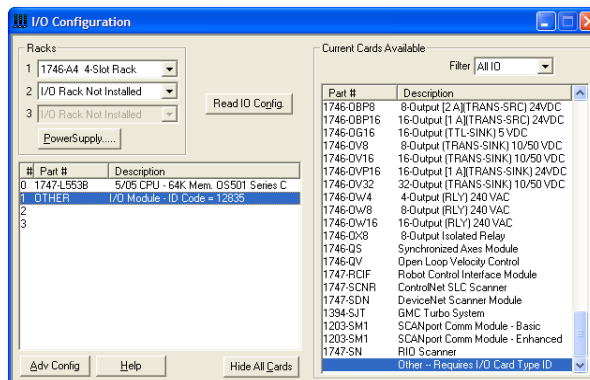 I/O Configuration
Racks
1 1746-A4 4-Slot Rack
2 I/O Rack Not Installed
3 I/O Rack Not Installed
PowerSupply.....
Read IO Config.
# Part # Description
0 1747-L553B 5/05 CPU - 64K Mem. OS501 Series C
1 OTHER I/O Module - ID Code = 12835
2
3
Adv Config Help Hide All Cards
Current Cards Available
Filter All IO
Part # Description
1746-OBP8 8-Output [2 A](TRANS-SRC) 24VDC
1746-OBP16 16-Output [1 A](TRANS-SRC) 24VDC
1746-OG16 16-Output (TTL-SINK) 5 VDC
1746-OV8 8-Output (TRANS-SINK) 10/50 VDC
1746-OV16 16-Output (TRANS-SINK) 10/50 VDC
1746-OVP16 16-Output [1 A](TRANS-SINK) 24VDC
1746-OV32 32-Output (TRANS-SINK) 10/50 VDC
1746-OW4 4-Output (RLY) 240 VAC
1746-OW8 8-Output (RLY) 240 VAC
1746-OW16 16-Output (RLY) 240 VAC
1746-OX8 8-Output Isolated Relay
1746-QS Synchronized Axes Module
1746-QV Open Loop Velocity Control
1747-RCIF Robot Control Interface Module
1747-SCNR ControlNet SLC Scanner
1747-SDN DeviceNet Scanner Module
1394-SJT GMC Turbo System
1203-SM1 SCANport Comm Module - Basic
1203-SM1 SCANport Comm Module - Enhanced
1747-SN RIO Scanner
Other -- Requires I/O Card Type ID